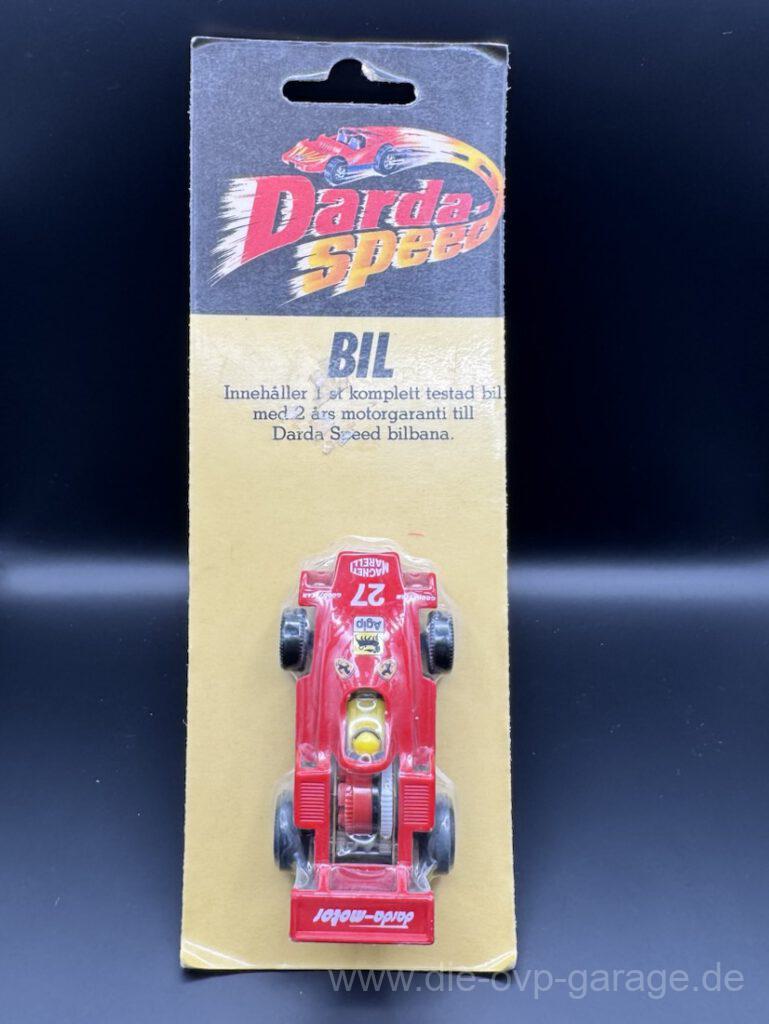 Darda
Speed
BIL
Innehåller 1 st komplett testad bil
med 2 års motorgaranti till
Darda Speed bilbana.
MAGNETI
MARELLI
27
GOODYEAR
GOODYEAR
Agip
darda-motor
www.die-ovp-garage.de